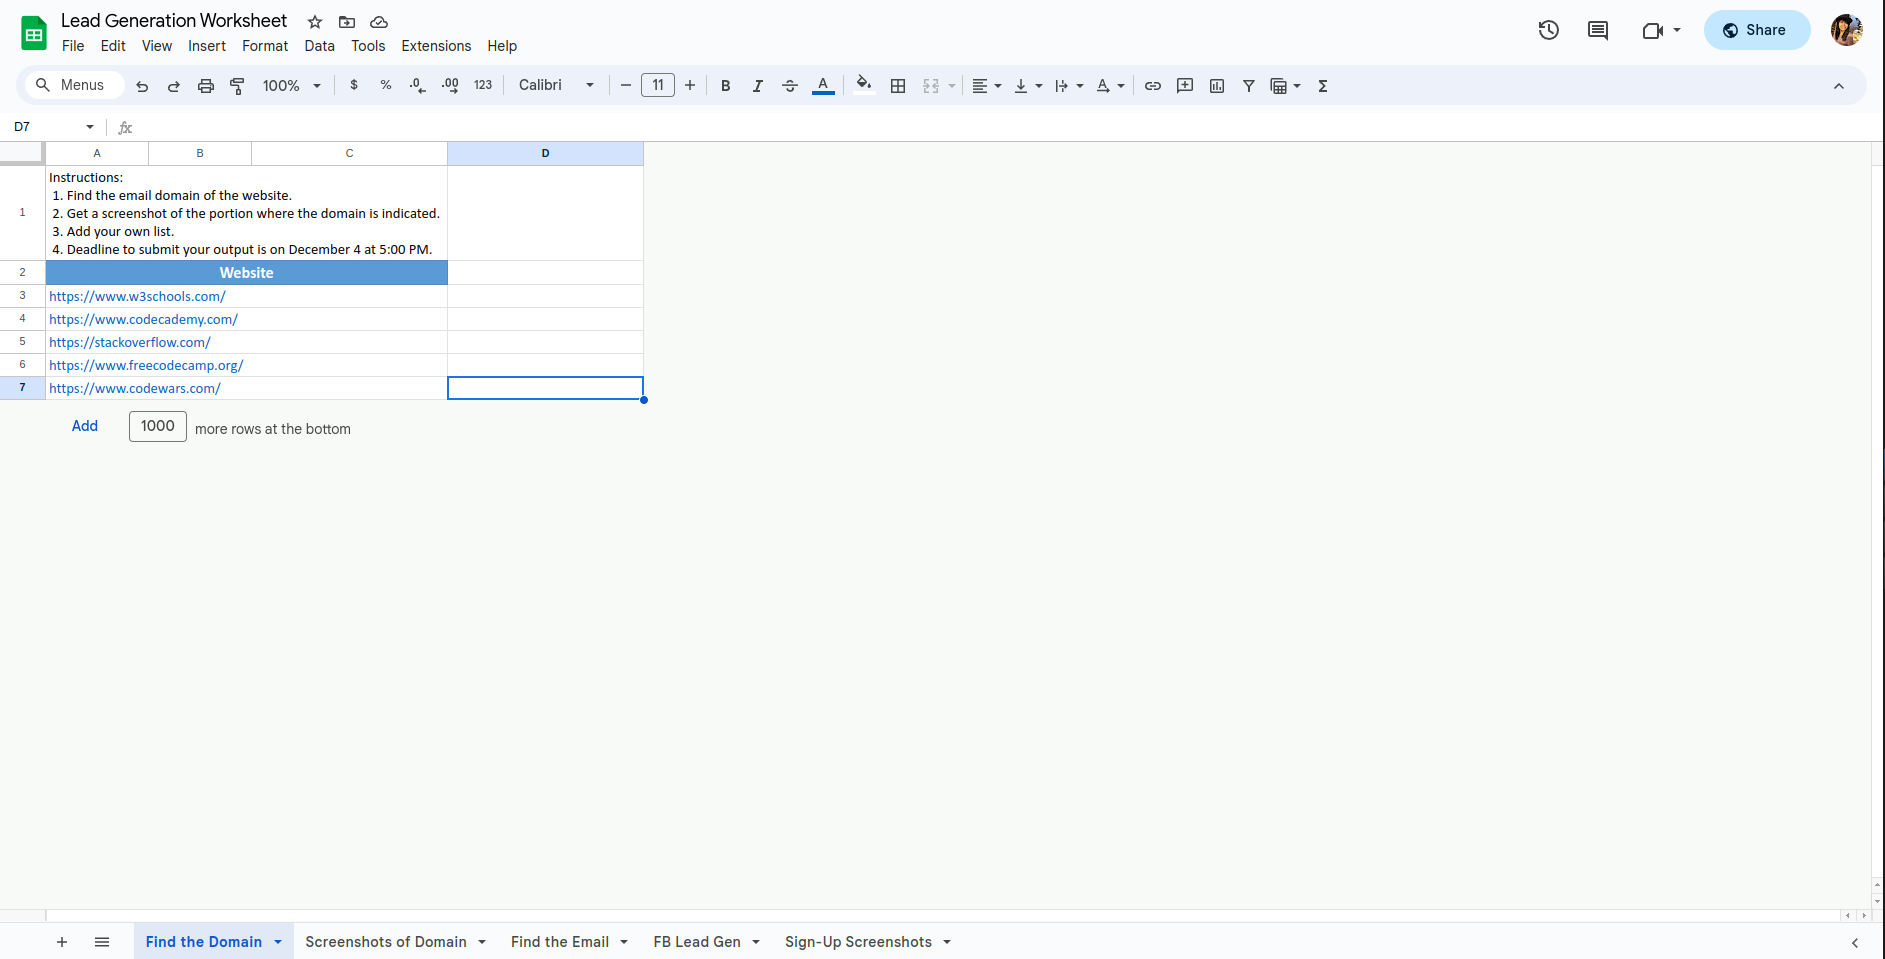 Lead Generation Worksheet
File Edit View Insert Format Data Tools Extensions Help
Share
Menus 100% $ % .0 .00 123 Calibri 11 B I A
D7 fx
A B C D
1 Instructions:
1. Find the email domain of the website.
2. Get a screenshot of the portion where the domain is indicated.
3. Add your own list.
4. Deadline to submit your output is on December 4 at 5:00 PM.
2 Website
3 https://www.w3schools.com/
4 https://www.codecademy.com/
5 https://stackoverflow.com/
6 https://www.freecodecamp.org/
7 https://www.codewars.com/
Add 1000 more rows at the bottom
Find the Domain Screenshots of Domain Find the Email FB Lead Gen Sign-Up Screenshots